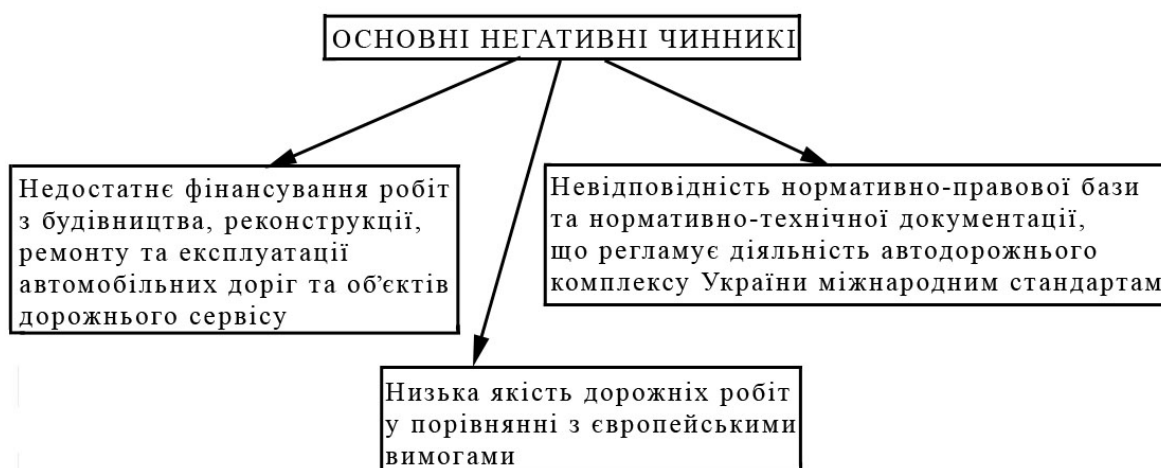 ОСНОВНІ НЕГАТИВНІ ЧИННИКІ
Недостатнє фінансування робіт
з будівництва, реконструкції,
ремонту та експлуатації
автомобільних доріг та об’єктів
дорожнього сервісу
Невідповідність нормативно-правової бази
та нормативно-технічної документації,
що регламує діяльність автодорожнього
комплексу України міжнародним стандартам
Низька якість дорожніх робіт
у порівнянні з європейськими
вимогами